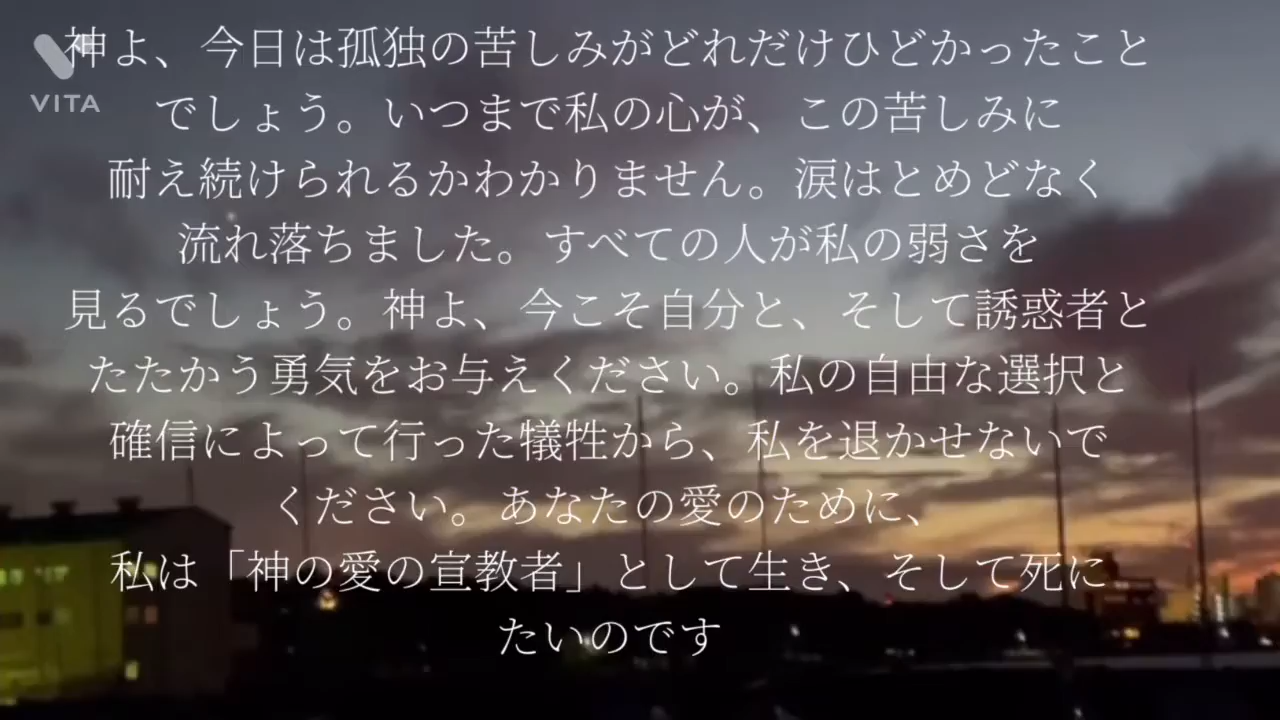 神よ、今日は孤独の苦しみがどれだけひどかったこと
でしょう。いつまで私の心が、この苦しみに
耐え続けられるかわかりません。涙はとめどなく
流れ落ちました。すべての人が私の弱さを
見るでしょう。神よ、今こそ自分と、そして誘惑者と
たたかう勇気をお与えください。私の自由な選択と
確信によって行った犠牲から、私を退かせないで
ください。あなたの愛のために、
私は「神の愛の宣教者」として生き、そして死に
たいのです
VITA